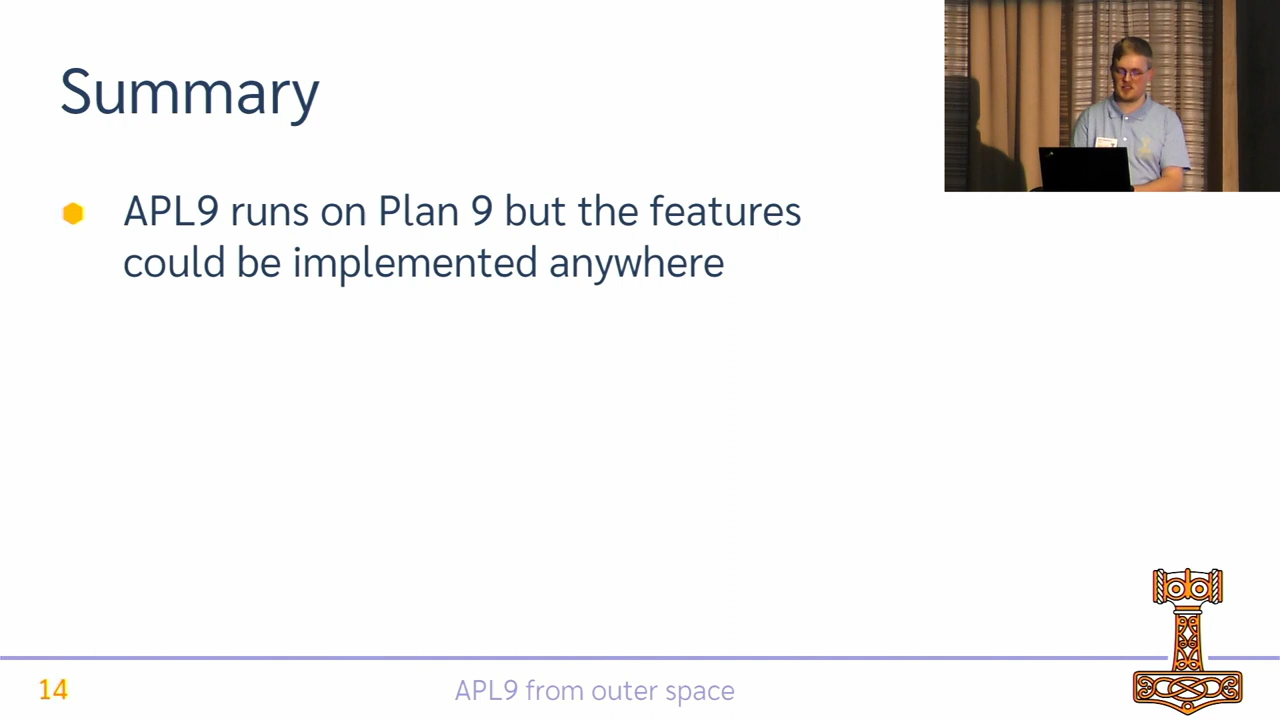 Summary
APL9 runs on Plan 9 but the features
could be implemented anywhere
14
APL9 from outer space